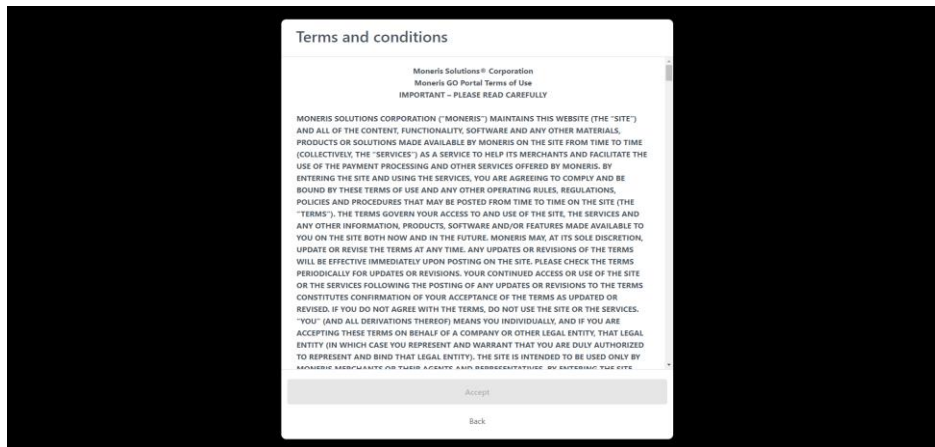 Terms and conditions
Moneris Solutions® Corporation
Moneris GO Portal Terms of Use
IMPORTANT – PLEASE READ CAREFULLY
MONERIS SOLUTIONS CORPORATION ("MONERIS") MAINTAINS THIS WEBSITE (THE "SITE")
AND ALL OF THE CONTENT, FUNCTIONALITY, SOFTWARE AND ANY OTHER MATERIALS,
PRODUCTS OR SOLUTIONS MADE AVAILABLE BY MONERIS ON THE SITE FROM TIME TO TIME
(COLLECTIVELY, THE "SERVICES") AS A SERVICE TO HELP ITS MERCHANTS AND FACILITATE THE
USE OF THE PAYMENT PROCESSING AND OTHER SERVICES OFFERED BY MONERIS. BY
ENTERING THE SITE AND USING THE SERVICES, YOU ARE AGREEING TO COMPLY AND BE
BOUND BY THESE TERMS OF USE AND ANY OTHER OPERATING RULES, REGULATIONS,
POLICIES AND PROCEDURES THAT MAY BE POSTED FROM TIME TO TIME ON THE SITE (THE
"TERMS"). THE TERMS GOVERN YOUR ACCESS TO AND USE OF THE SITE, THE SERVICES AND
ANY OTHER INFORMATION, PRODUCTS, SOFTWARE AND/OR FEATURES MADE AVAILABLE TO
YOU ON THE SITE BOTH NOW AND IN THE FUTURE. MONERIS MAY, AT ITS SOLE DISCRETION,
UPDATE OR REVISE THE TERMS AT ANY TIME. ANY UPDATES OR REVISIONS OF THE TERMS
WILL BE EFFECTIVE IMMEDIATELY UPON POSTING ON THE SITE. PLEASE CHECK THE TERMS
PERIODICALLY FOR UPDATES OR REVISIONS. YOUR CONTINUED ACCESS OR USE OF THE SITE
OR THE SERVICES FOLLOWING THE POSTING OF ANY UPDATES OR REVISIONS TO THE TERMS
CONSTITUTES CONFIRMATION OF YOUR ACCEPTANCE OF THE TERMS AS UPDATED OR
REVISED. IF YOU DO NOT AGREE WITH THE TERMS, DO NOT USE THE SITE OR THE SERVICES.
"YOU" (AND ALL DERIVATIONS THEREOF) MEANS YOU INDIVIDUALLY, AND IF YOU ARE
ACCEPTING THESE TERMS ON BEHALF OF A COMPANY OR OTHER LEGAL ENTITY, THAT LEGAL
ENTITY (IN WHICH CASE YOU REPRESENT AND WARRANT THAT YOU ARE DULY AUTHORIZED
TO REPRESENT AND BIND THAT LEGAL ENTITY). THE SITE IS INTENDED TO BE USED ONLY BY
MONERIS MERCHANTS OR THEIR AGENTS AND REPRESENTATIVES. BY ENTERING THE SITE
Accept
Back